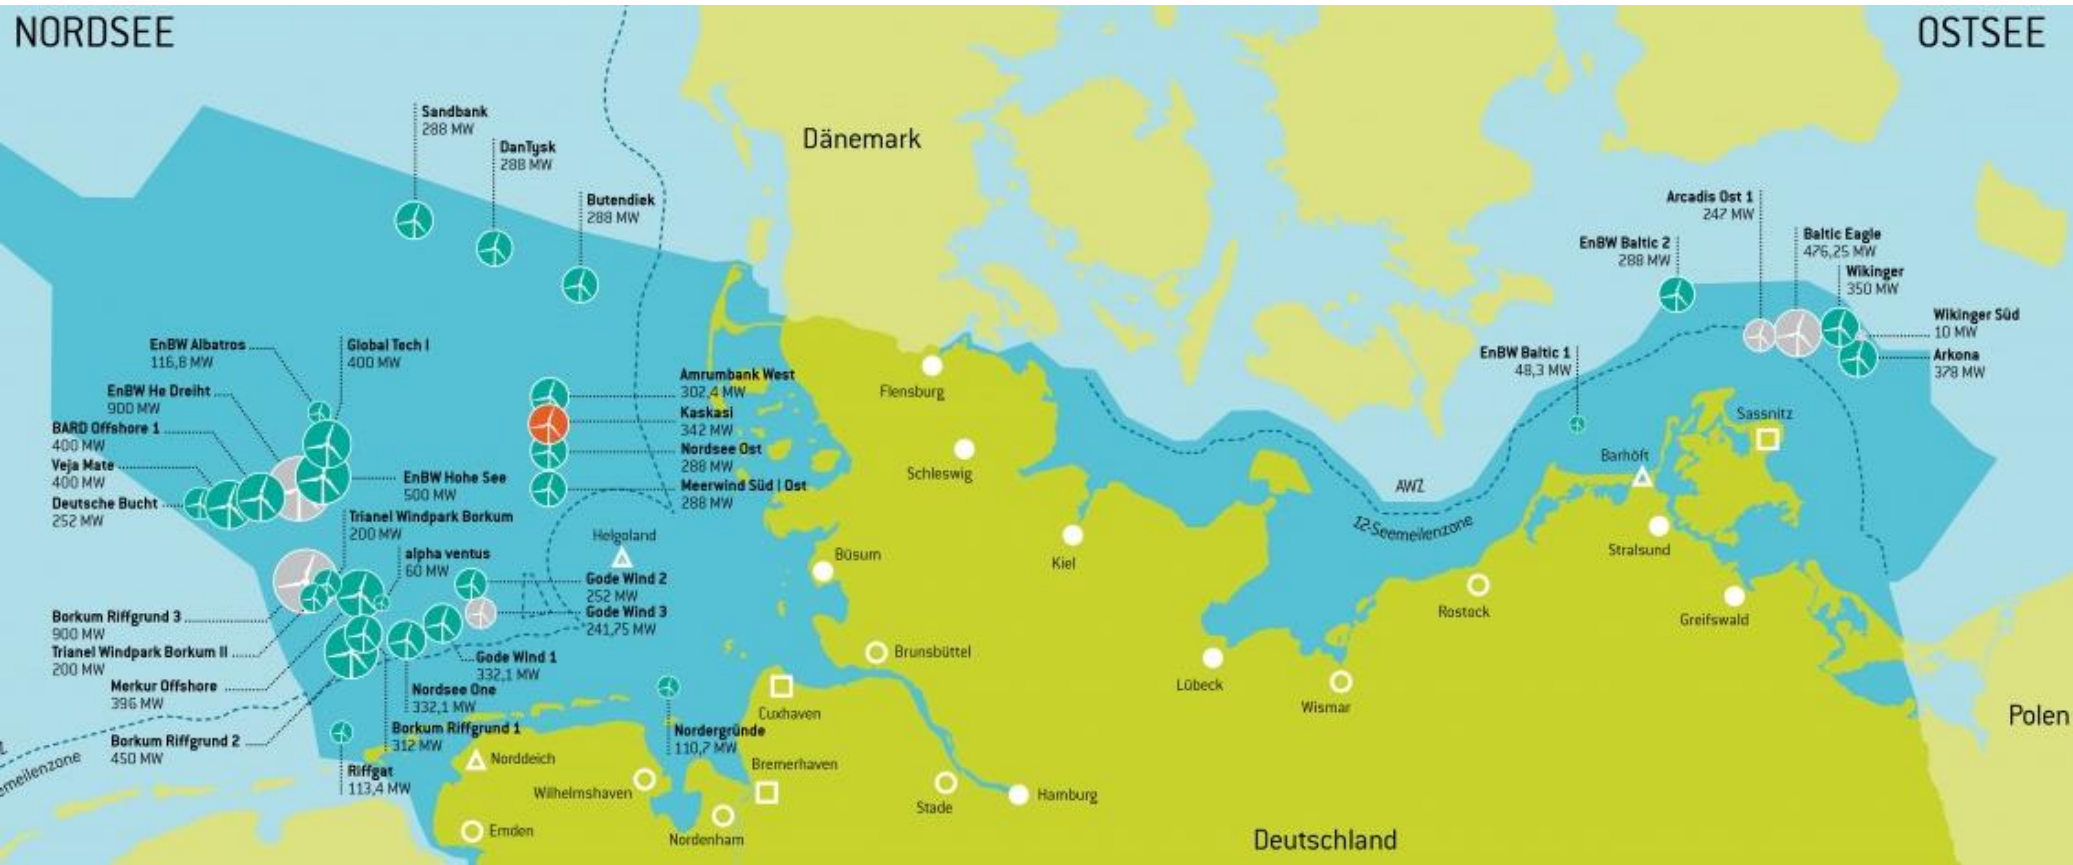 NORDSEE
OSTSEE
Sandbank
288 MW
DanTysk
288 MW
Dänemark
Butendiek
288 MW
Arcadis Ost 1
247 MW
EnBW Baltic 2
288 MW
Baltic Eagle
476,25 MW
Wikinger
350 MW
Wikinger Süd
10 MW
Arkona
378 MW
EnBW Baltic 1
48,3 MW
EnBW Albatros
116,8 MW
Global Tech I
400 MW
EnBW He Dreiht
900 MW
BARD Offshore 1
400 MW
Veja Mate
400 MW
Deutsche Bucht
252 MW
EnBW Hohe See
500 MW
Trianel Windpark Borkum
200 MW
alpha ventus
60 MW
Amrumbank West
302,4 MW
Kaskasi
342 MW
Nordsee Ost
288 MW
Meerwind Süd | Ost
288 MW
Flensburg
Schleswig
Sassnitz
Barhöft
AWZ
12-Seemeilenzone
Helgoland
Büsum
Kiel
Stralsund
Rostock
Greifswald
Gode Wind 2
252 MW
Gode Wind 3
241,75 MW
Borkum Riffgrund 3
900 MW
Trianel Windpark Borkum II
200 MW
Merkur Offshore
396 MW
Borkum Riffgrund 2
450 MW
Gode Wind 1
332,1 MW
Nordsee One
332,1 MW
Borkum Riffgrund 1
312 MW
Riffgat
113,4 MW
Brunsbüttel
Lübeck
Wismar
Cuxhaven
Nordergründe
110,7 MW
Bremerhaven
Norddeich
Wilhelmshaven
Emden
Nordenham
Stade
Hamburg
Polen
Deutschland
emeilenzone